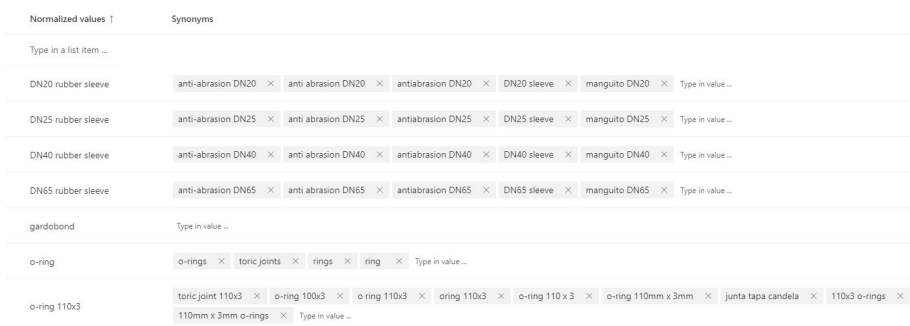 Normalized values ↑ Synonyms
Type in a list item ...
DN20 rubber sleeve anti-abrasion DN20 × anti abrasion DN20 × antiabrasion DN20 × DN20 sleeve × manguito DN20 × Type in value ...
DN25 rubber sleeve anti-abrasion DN25 × anti abrasion DN25 × antiabrasion DN25 × DN25 sleeve × manguito DN25 × Type in value ...
DN40 rubber sleeve anti-abrasion DN40 × anti abrasion DN40 × antiabrasion DN40 × DN40 sleeve × manguito DN40 × Type in value ...
DN65 rubber sleeve anti-abrasion DN65 × anti abrasion DN65 × antiabrasion DN65 × DN65 sleeve × manguito DN65 × Type in value ...
gardobond Type in value ...
o-ring o-rings × toric joints × rings × ring × Type in value ...
o-ring 110x3 toric joint 110x3 × o-ring 100x3 × o ring 110x3 × oring 110x3 × o-ring 110 x 3 × o-ring 110mm x 3mm × junta tapa candela × 110x3 o-rings ×
110mm x 3mm o-rings × Type in value ...